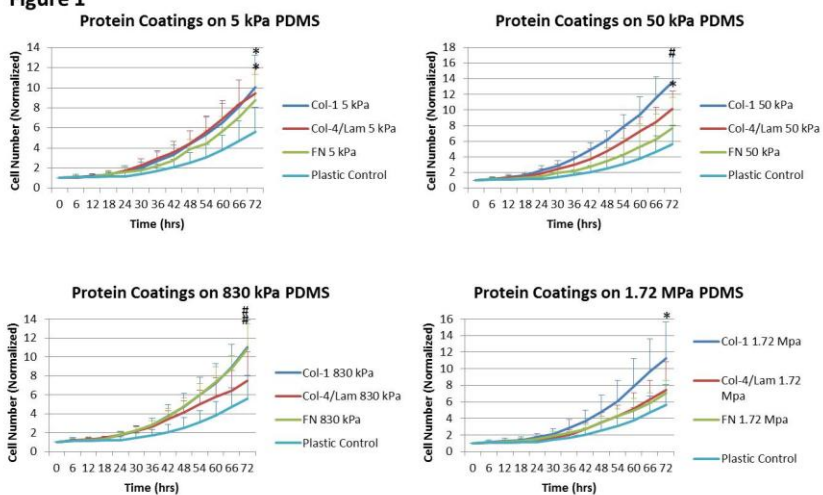 Figure 1
Protein Coatings on 5 kPa PDMS
Cell Number (Normalized)
14
12
10
8
6
4
2
0
*
*
0 6 12 18 24 30 36 42 48 54 60 66 72
Time (hrs)
Col-1 5 kPa
Col-4/Lam 5 kPa
FN 5 kPa
Plastic Control
Protein Coatings on 50 kPa PDMS
Cell Number (Normalized)
18
16
14
12
10
8
6
4
2
0
#
*
0 6 12 18 24 30 36 42 48 54 60 66 72
Time (hrs)
Col-1 50 kPa
Col-4/Lam 50 kPa
FN 50 kPa
Plastic Control
Protein Coatings on 830 kPa PDMS
Cell Number (Normalized)
14
12
10
8
6
4
2
0
#
#
0 6 12 18 24 30 36 42 48 54 60 66 72
Time (hrs)
Col-1 830 kPa
Col-4/Lam 830 kPa
FN 830 kPa
Plastic Control
Protein Coatings on 1.72 MPa PDMS
Cell Number (Normalized)
16
14
12
10
8
6
4
2
0
*
0 6 12 18 24 30 36 42 48 54 60 66 72
Time (hrs)
Col-1 1.72 Mpa
Col-4/Lam 1.72
Mpa
FN 1.72 Mpa
Plastic Control